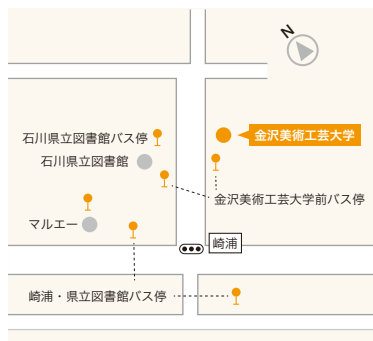 N
石川県立図書館バス停
金沢美術工芸大学
石川県立図書館
金沢美術工芸大学前バス停
マルエー
崎浦
崎浦・県立図書館バス停